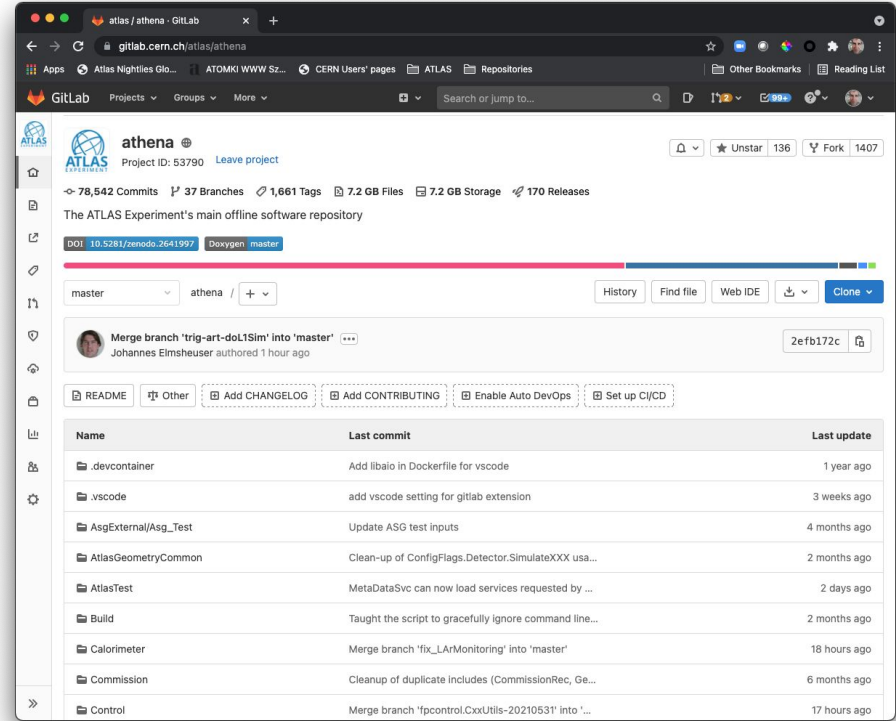 atlas / athena · GitLab
gitlab.cern.ch/atlas/athena
Apps Atlas Nightlies Glo... ATOMKI WWW Sz... CERN Users' pages ATLAS Repositories Other Bookmarks Reading List
GitLab Projects Groups More Search or jump to... 2 99+
ATLAS EXPERIMENT athena Unstar 136 Fork 1407
ATLAS EXPERIMENT Project ID: 53790 Leave project
78,542 Commits 37 Branches 1,661 Tags 7.2 GB Files 7.2 GB Storage 170 Releases
The ATLAS Experiment's main offline software repository
DOI 10.5281/zenodo.2641997 Doxygen master
master athena / + History Find file Web IDE Clone
Merge branch 'trig-art-doL1Sim' into 'master'
Johannes Elmsheuser authored 1 hour ago 2efb172c
README Other Add CHANGELOG Add CONTRIBUTING Enable Auto DevOps Set up CI/CD
Name Last commit Last update
.devcontainer Add libaio in Dockerfile for vscode 1 year ago
.vscode add vscode setting for gitlab extension 3 weeks ago
AsgExternal/Asg_Test Update ASG test inputs 4 months ago
AtlasGeometryCommon Clean-up of ConfigFlags.Detector.SimulateXXX usa... 2 months ago
AtlasTest MetaDataSvc can now load services requested by ... 2 days ago
Build Taught the script to gracefully ignore command line... 2 months ago
Calorimeter Merge branch 'fix_LArMonitoring' into 'master' 18 hours ago
Commission Cleanup of duplicate includes (CommissionRec, Ge... 6 months ago
Control Merge branch 'fpcontrol.CxxUtils-20210531' into '... 17 hours ago